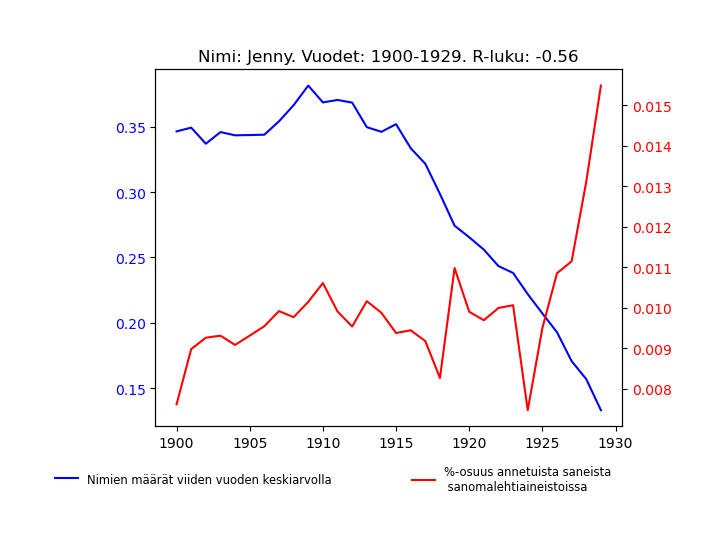 Nimi: Jenny. Vuodet: 1900-1929. R-luku: -0.56
0.35
0.30
0.25
0.20
0.15
0.015
0.014
0.013
0.012
0.011
0.010
0.009
0.008
1900 1905 1910 1915 1920 1925 1930
Nimien määrät viiden vuoden keskiarvolla
%-osuus annetuista saneista
sanomalehtiaineistoissa